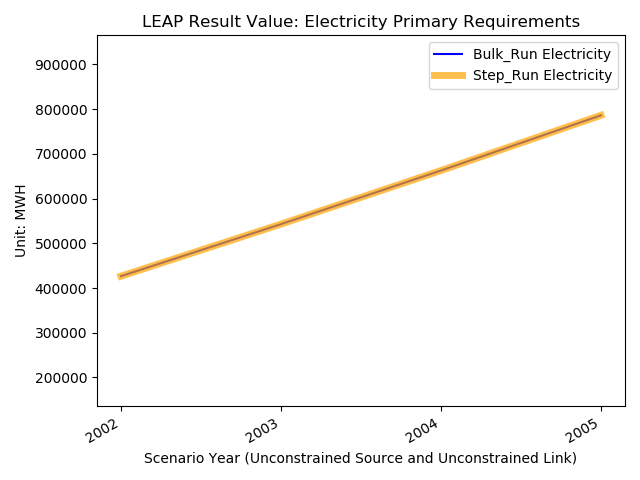 LEAP Result Value: Electricity Primary Requirements
Bulk_Run Electricity
Step_Run Electricity
900000
800000
700000
600000
500000
400000
300000
200000
Unit: MWH
2002
2003
2004
2005
Scenario Year (Unconstrained Source and Unconstrained Link)